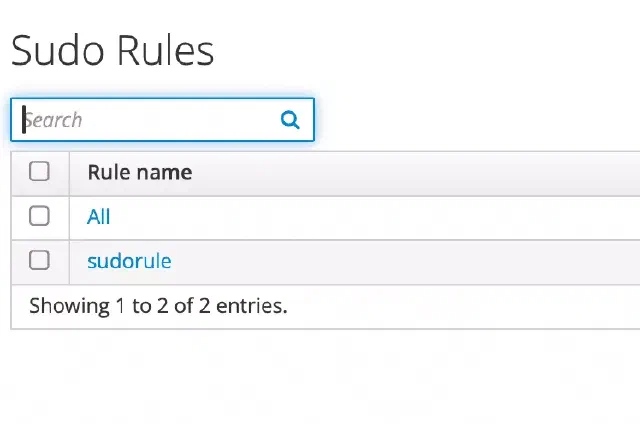 Sudo Rules
Search
Rule name
All
sudorule
Showing 1 to 2 of 2 entries.